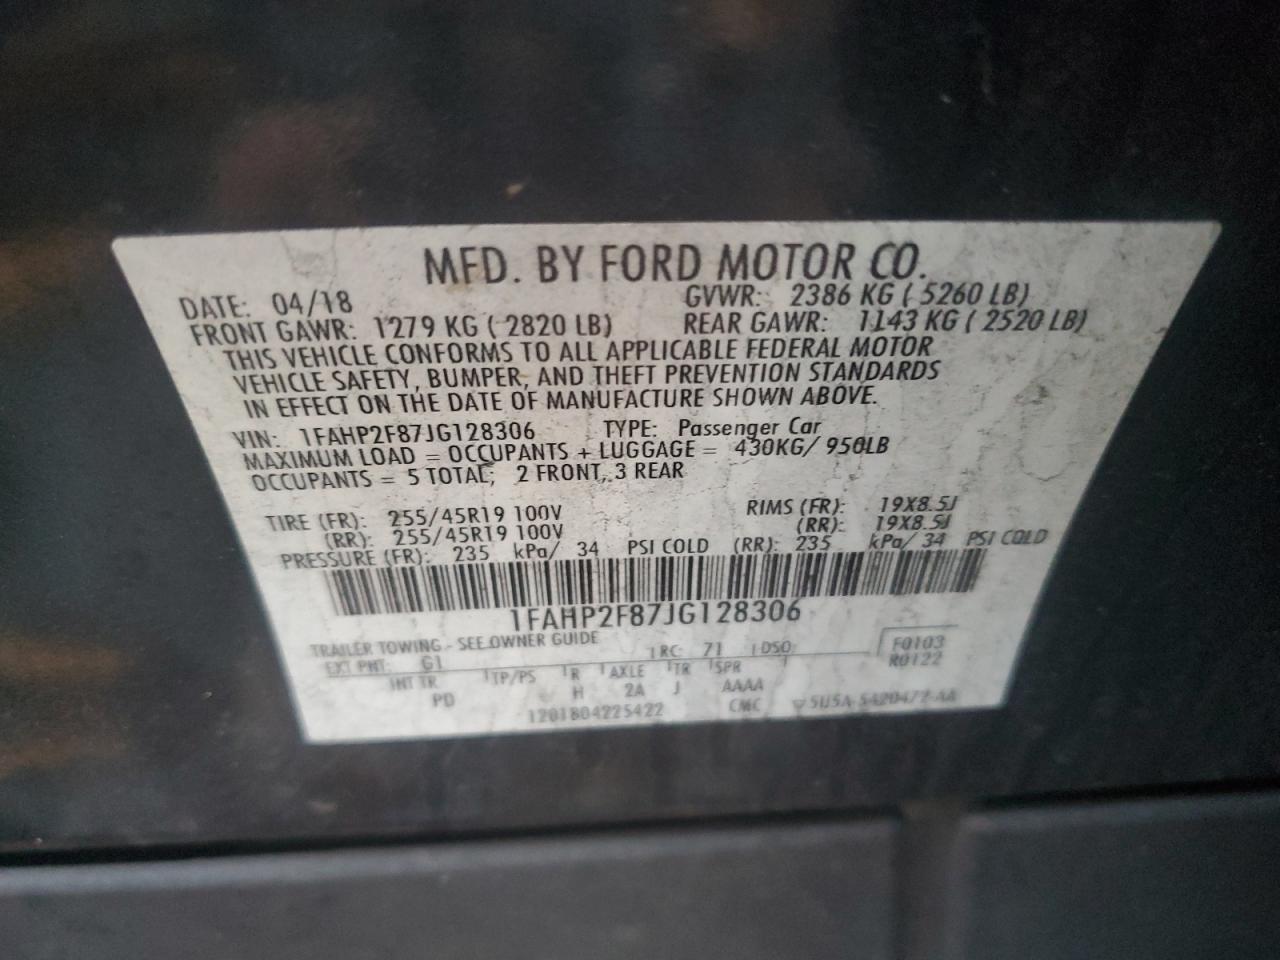 MFD. BY FORD MOTOR CO.
DATE: 04/18 GVWR: 2386 KG ( 5260 LB)
FRONT GAWR: 1279 KG ( 2820 LB) REAR GAWR: 1143 KG ( 2520 LB)
THIS VEHICLE CONFORMS TO ALL APPLICABLE FEDERAL MOTOR
VEHICLE SAFETY, BUMPER, AND THEFT PREVENTION STANDARDS
IN EFFECT ON THE DATE OF MANUFACTURE SHOWN ABOVE.
VIN: 1FAHP2F87JG128306 TYPE: Passenger Car
MAXIMUM LOAD = OCCUPANTS + LUGGAGE = 430KG/ 950LB
OCCUPANTS = 5 TOTAL; 2 FRONT, 3 REAR
TIRE (FR): 255/45R19 100V RIMS (FR): 19X8.5J
(RR): 255/45R19 100V (RR): 19X8.5J
PRESSURE (FR): 235 kPa/ 34 PSI COLD (RR): 235 kPa/ 34 PSI COLD
1FAHP2F87JG128306
TRAILER TOWING - SEE OWNER GUIDE
EXT PNT: G1 RC: 71 DSO: F0103
INT TR TP/PS R AXLE TR SPR R0122
PD H 2A J AAAA
1201804225422 CMC 5U5A-5420472-AA